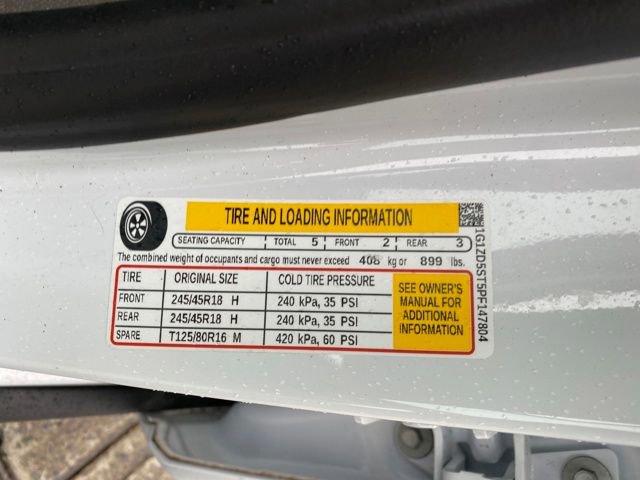 TIRE AND LOADING INFORMATION
SEATING CAPACITY TOTAL 5 FRONT 2 REAR 3
The combined weight of occupants and cargo must never exceed 408 kg or 899 lbs.
TIRE ORIGINAL SIZE COLD TIRE PRESSURE
FRONT 245/45R18 H 240 kPa, 35 PSI
REAR 245/45R18 H 240 kPa, 35 PSI
SPARE T125/80R16 M 420 kPa, 60 PSI
SEE OWNER'S
MANUAL FOR
ADDITIONAL
INFORMATION
1G1ZD5ST5PF147804